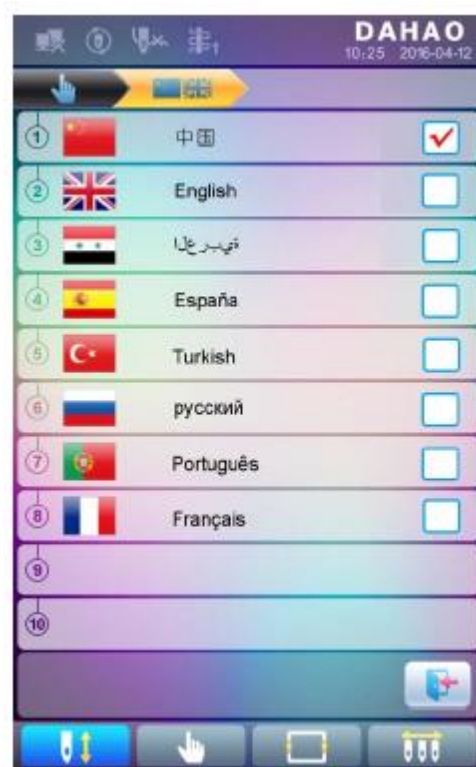 DAHAO
10:25 2016-04-12
1 中国
2 English
3 ةيبرعلا
4 España
5 Turkish
6 русский
7 Português
8 Français
9
10